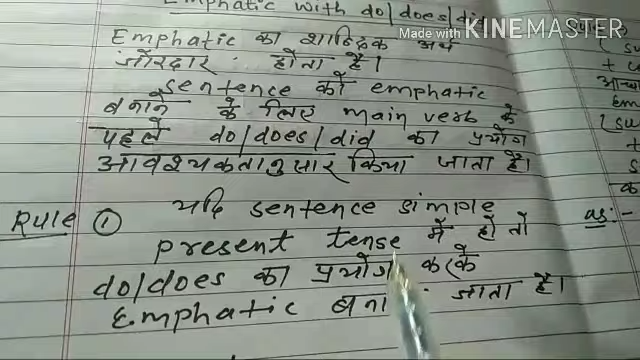 Emphatic with do/does/did
Made with KINEMASTER
Emphatic का शाब्दिक अर्थ
जोरदार होता है।
sentence को emphatic
बनाने के लिए main verb के
पहले do/does/did का प्रयोग
आवश्यकतानुसार किया जाता है।
Rule ① यदि sentence simple
present tense में हो तो
do/does का प्रयोग करके
Emphatic बना जाता है।
as:-